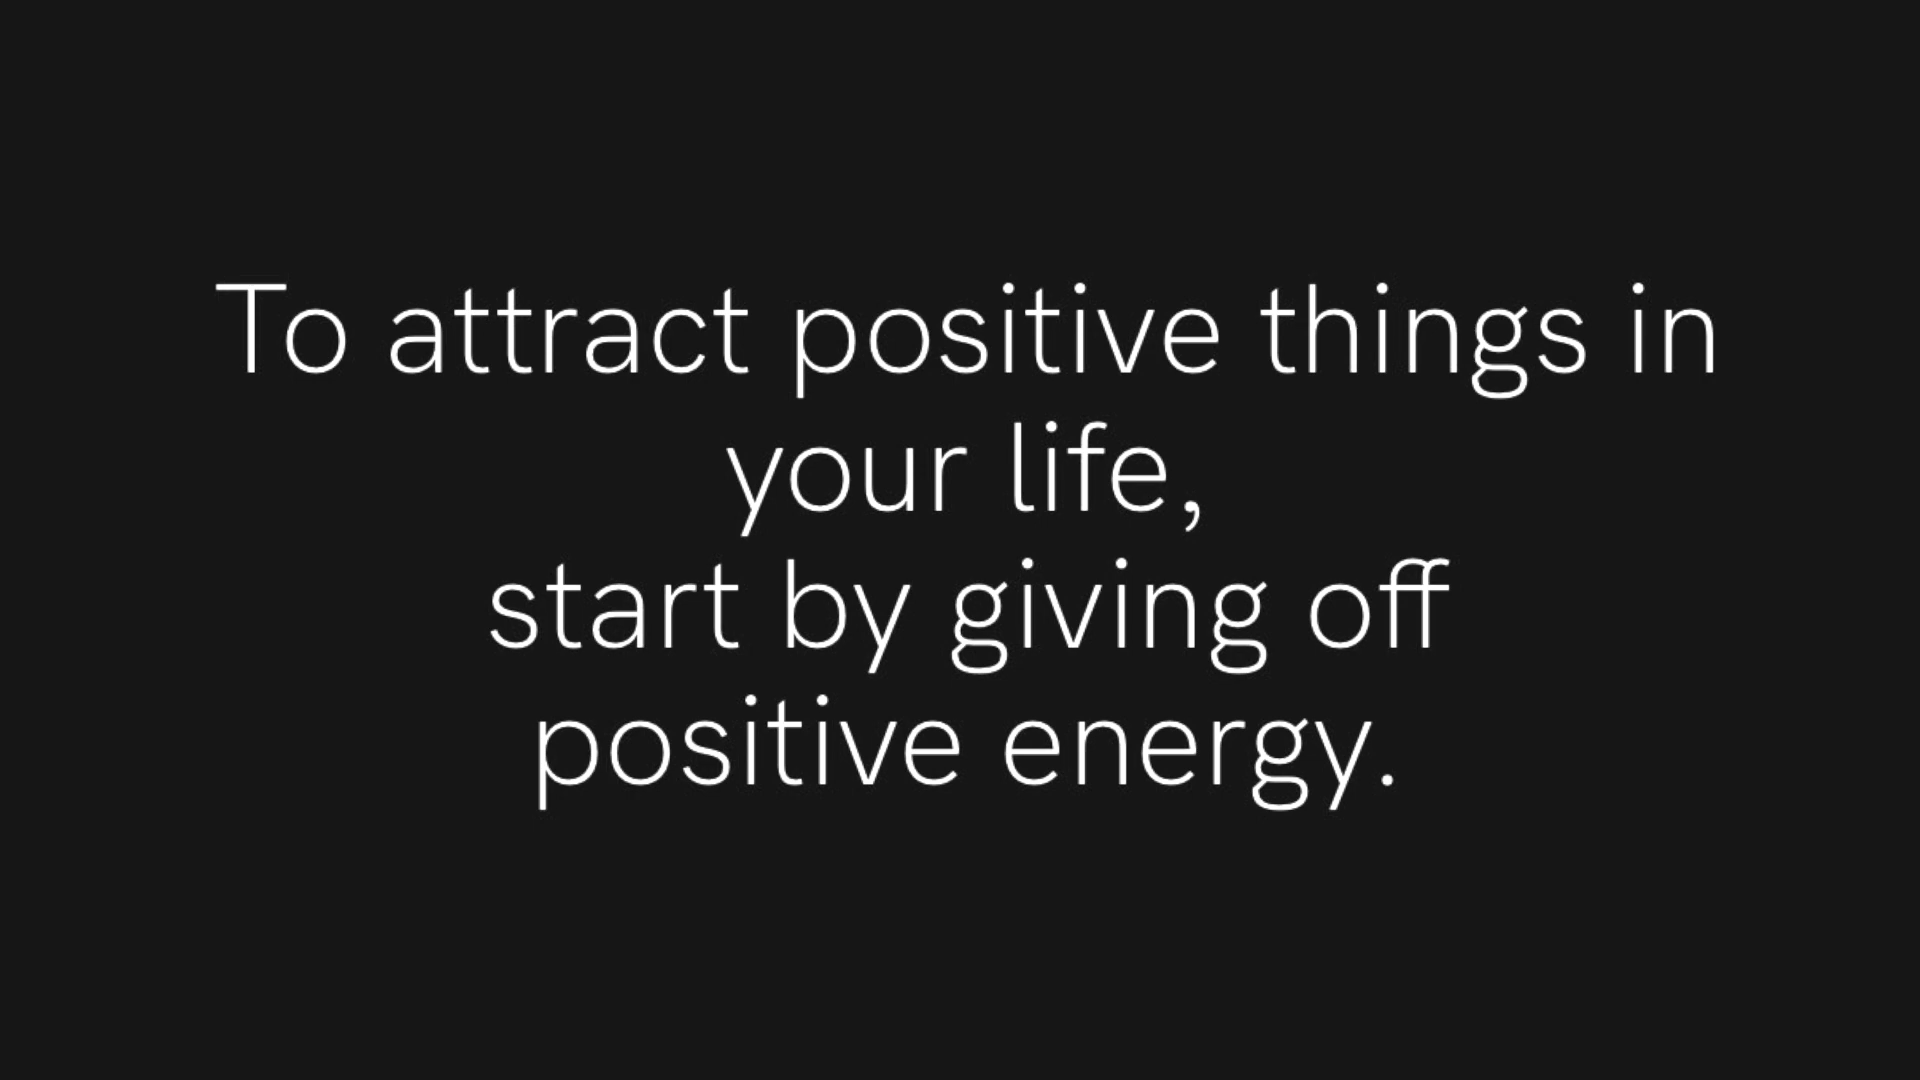 To attract positive things in
your life,
start by giving off
positive energy.